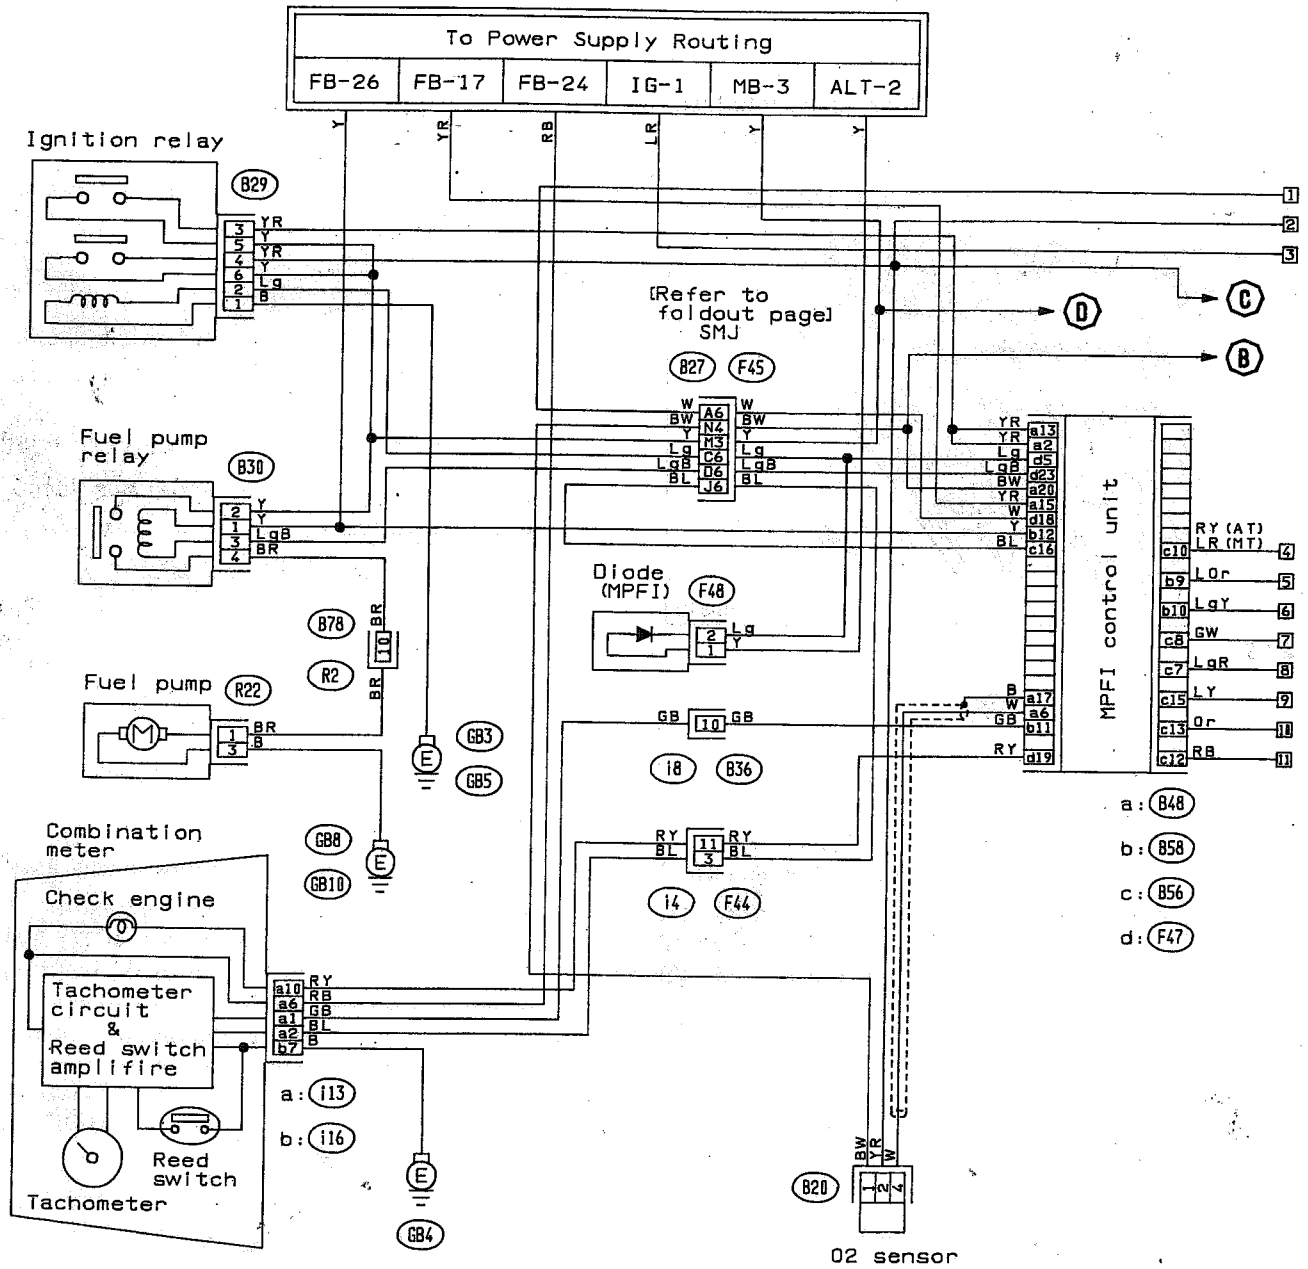 To Power Supply Routing
FB-26 FB-17 FB-24 IG-1 MB-3 ALT-2
Y YR RB LR Y Y
Ignition relay
B29
3 YR
5 Y
4 YR
6 Y
2 Lg
1 B
1
2
3
C
D
B
[Refer to
foldout page]
SMJ
B27 F45
W A6 W
BW N4 BW
Y M3 Y
Lg C6 Lg
LgB D6 LgB
BL J6 BL
Fuel pump
relay
B30
2 Y
1 Y
3 LgB
4 BR
BR
B78
10
R2
BR
Fuel pump
R22
M
1 BR
3 B
E
GB3
GB5
E
GB8
GB10
Diode
(MPFI)
F48
2 Lg
1 Y
GB 10 GB
i8 B36
RY 11 RY
BL 3 BL
i4 F44
YR a13
YR a2
Lg d5
LgB d23
BW a20
YR a15
W d18
Y b12
BL c16
B a17
W a6
GB b11
RY d19
MPFI control unit
RY (AT)
c10 LR (MT) 4
b9 LOr 5
b10 LgY 6
c8 GW 7
c7 LgR 8
c15 LY 9
c13 Or 10
c12 RB 11
a: B48
b: B58
c: B56
d: F47
Combination
meter
Check engine
Tachometer
circuit
&
Reed switch
amplifire
a10 RY
a6 RB
a1 GB
a2 BL
b7 B
a: i13
b: i16
Reed
switch
Tachometer
E
GB4
BW YR W
B20
1 2 4
O2 sensor